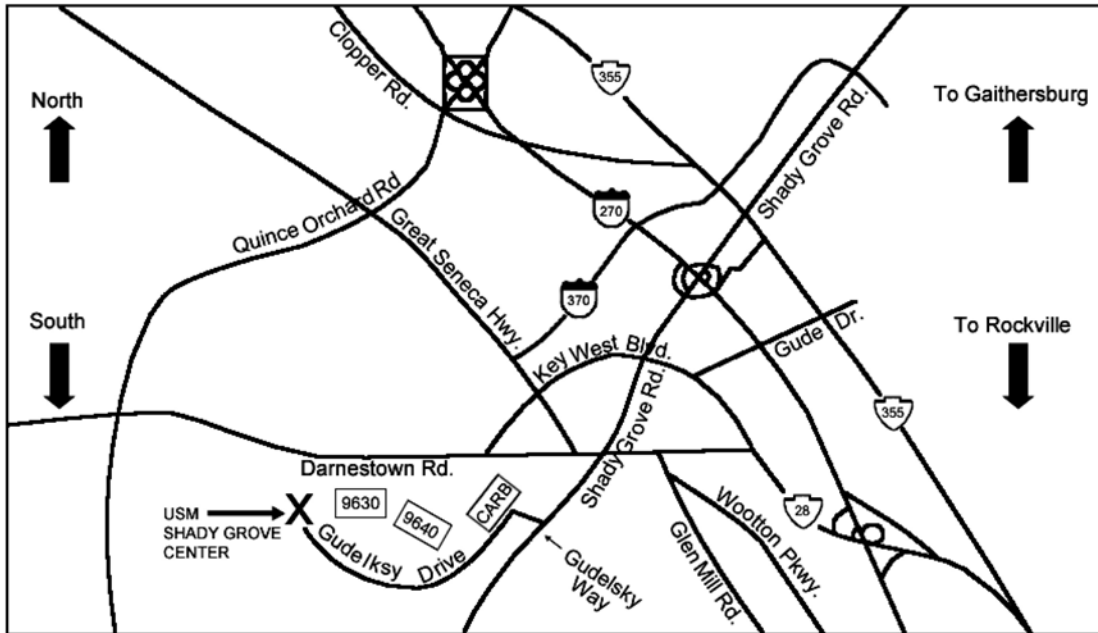 Clopper Rd.
355
North
To Gaithersburg
Shady Grove Rd.
Quince Orchard Rd
270
Great Seneca Hwy.
370
South
To Rockville
Gude Dr.
Key West Blvd.
355
Shady Grove Rd.
Darnestown Rd.
9630
9640
CARB
USM
SHADY GROVE
CENTER
X
Gudelksy Drive
Gudelsky
Way
28
Wootton Pkwy.
Glen Mill Rd.